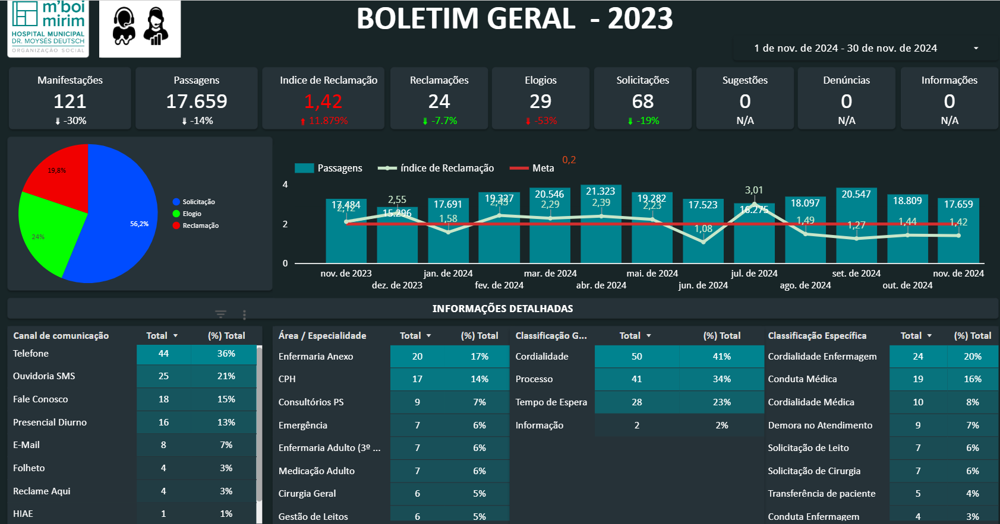 m'boi
mirim
HOSPITAL MUNICIPAL
DR. MOYSÉS DEUTSCH
ORGANIZAÇÃO SOCIAL
BOLETIM GERAL - 2023
1 de nov. de 2024 - 30 de nov. de 2024
Manifestações
121
-30%
Passagens
17.659
-14%
Indice de Reclamação
1,42
11.879%
Reclamações
24
-7.7%
Elogios
29
-53%
Solicitações
68
-19%
Sugestões
0
N/A
Denúncias
0
N/A
Informações
0
N/A
19,8%
24%
56,2%
Solicitação
Elogio
Reclamação
Passagens índice de Reclamação Meta 0,2
4
2
0
17.484 15.296 17.691 19.327 20.546 21.323 19.282 17.523 16.275 18.097 20.547 18.809 17.659
2,12 2,55 1,58 2,43 2,29 2,39 2,23 1,08 3,01 1,49 1,27 1,44 1,42
nov. de 2023 jan. de 2024 mar. de 2024 mai. de 2024 jul. de 2024 set. de 2024 nov. de 2024
dez. de 2023 fev. de 2024 abr. de 2024 jun. de 2024 ago. de 2024 out. de 2024
INFORMAÇÕES DETALHADAS
Canal de comunicação Total (%) Total
Telefone 44 36%
Ouvidoria SMS 25 21%
Fale Conosco 18 15%
Presencial Diurno 16 13%
E-Mail 8 7%
Folheto 4 3%
Reclame Aqui 4 3%
HIAE 1 1%
Área / Especialidade Total (%) Total
Enfermaria Anexo 20 17%
CPH 17 14%
Consultórios PS 9 7%
Emergência 7 6%
Enfermaria Adulto (3º ... 7 6%
Medicação Adulto 7 6%
Cirurgia Geral 6 5%
Gestão de Leitos 6 5%
Classificação G... Total (%) Total
Cordialidade 50 41%
Processo 41 34%
Tempo de Espera 28 23%
Informação 2 2%
Classificação Específica Total (%) Total
Cordialidade Enfermagem 24 20%
Conduta Médica 19 16%
Cordialidade Médica 10 8%
Demora no Atendimento 9 7%
Solicitação de Leito 7 6%
Solicitação de Cirurgia 7 6%
Transferência de paciente 5 4%
Conduta Enfermagem 4 3%